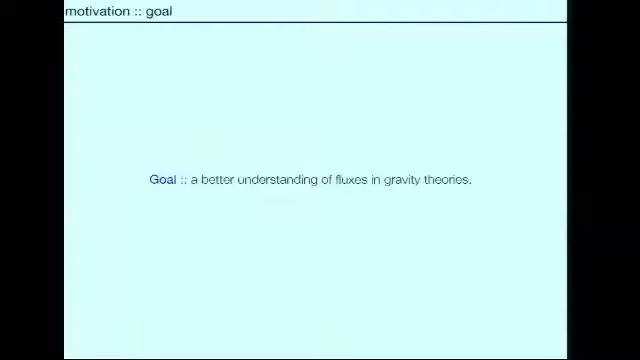 motivation :: goal
Goal :: a better understanding of fluxes in gravity theories.